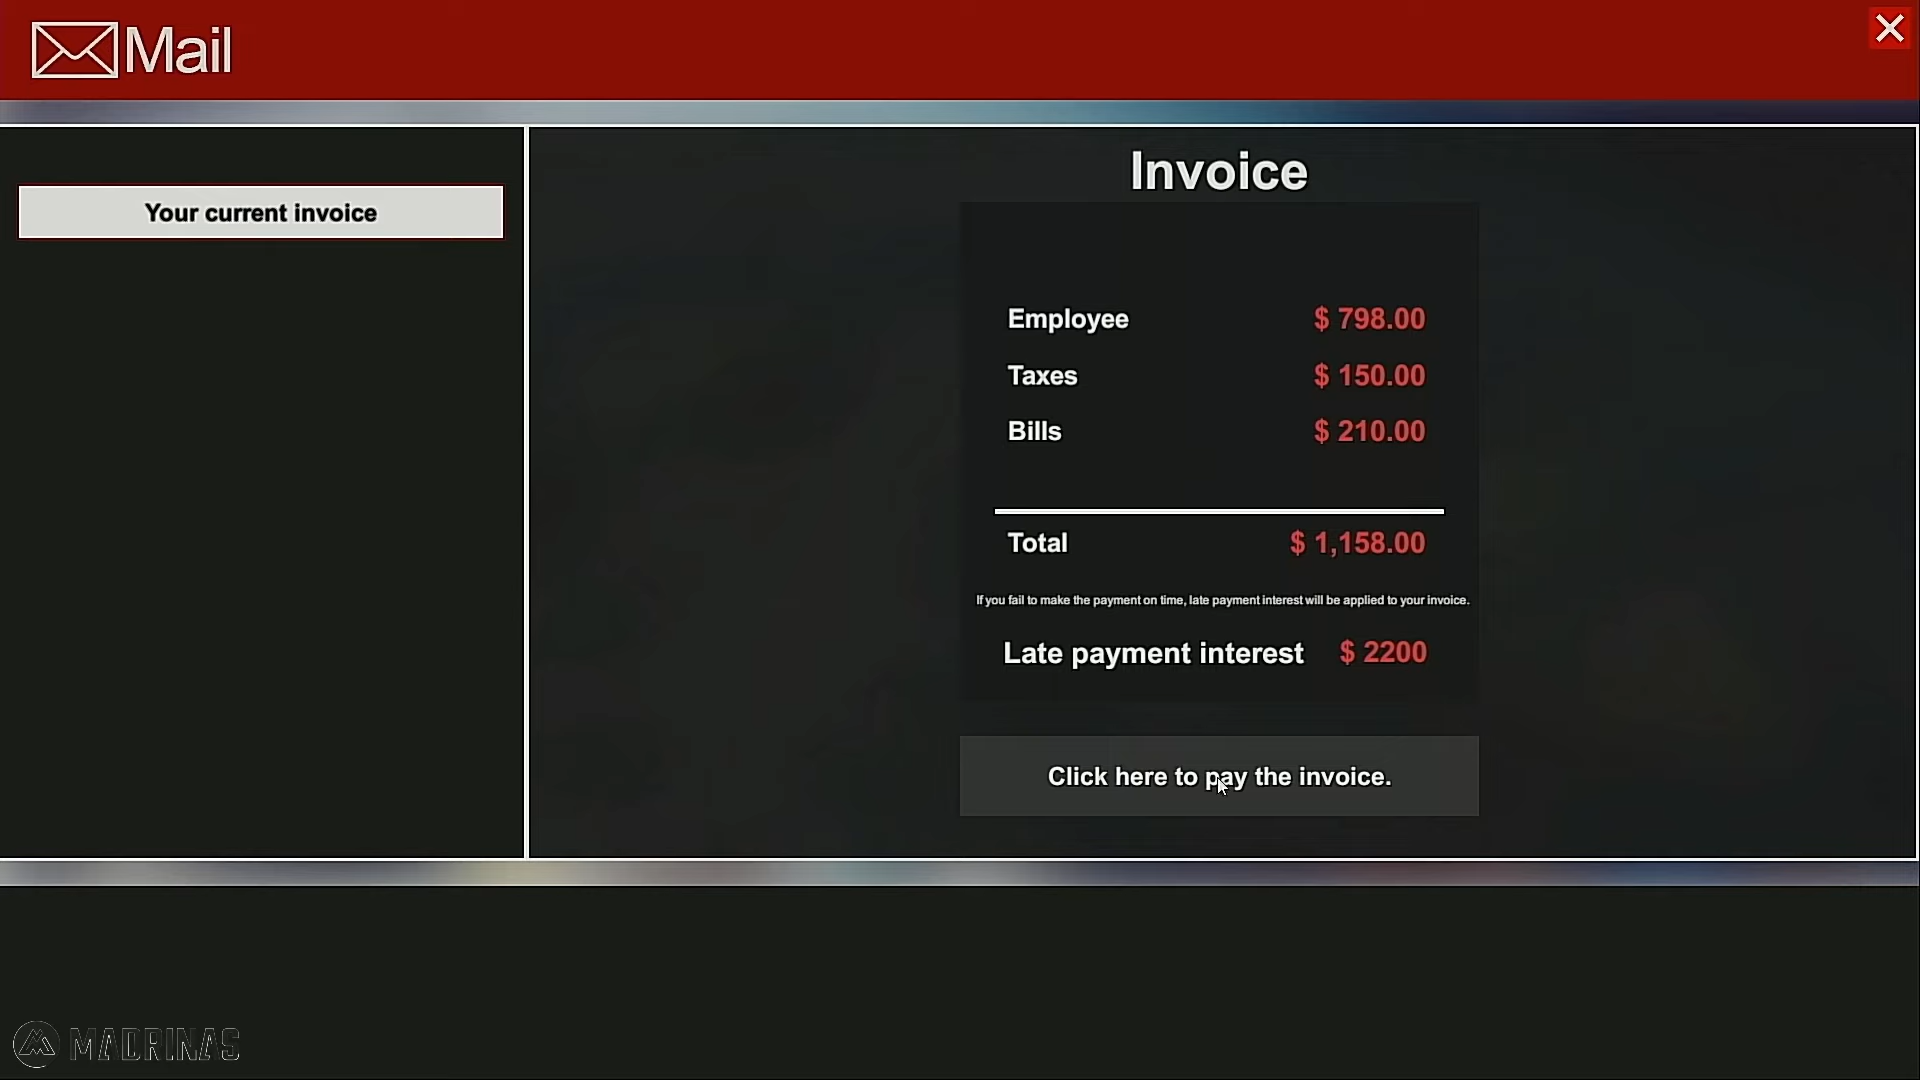 Mail
Your current invoice
Invoice
Employee $ 798.00
Taxes $ 150.00
Bills $ 210.00
Total $ 1,158.00
If you fail to make the payment on time, late payment interest will be applied to your invoice.
Late payment interest $ 2200
Click here to pay the invoice.
MADRINAS